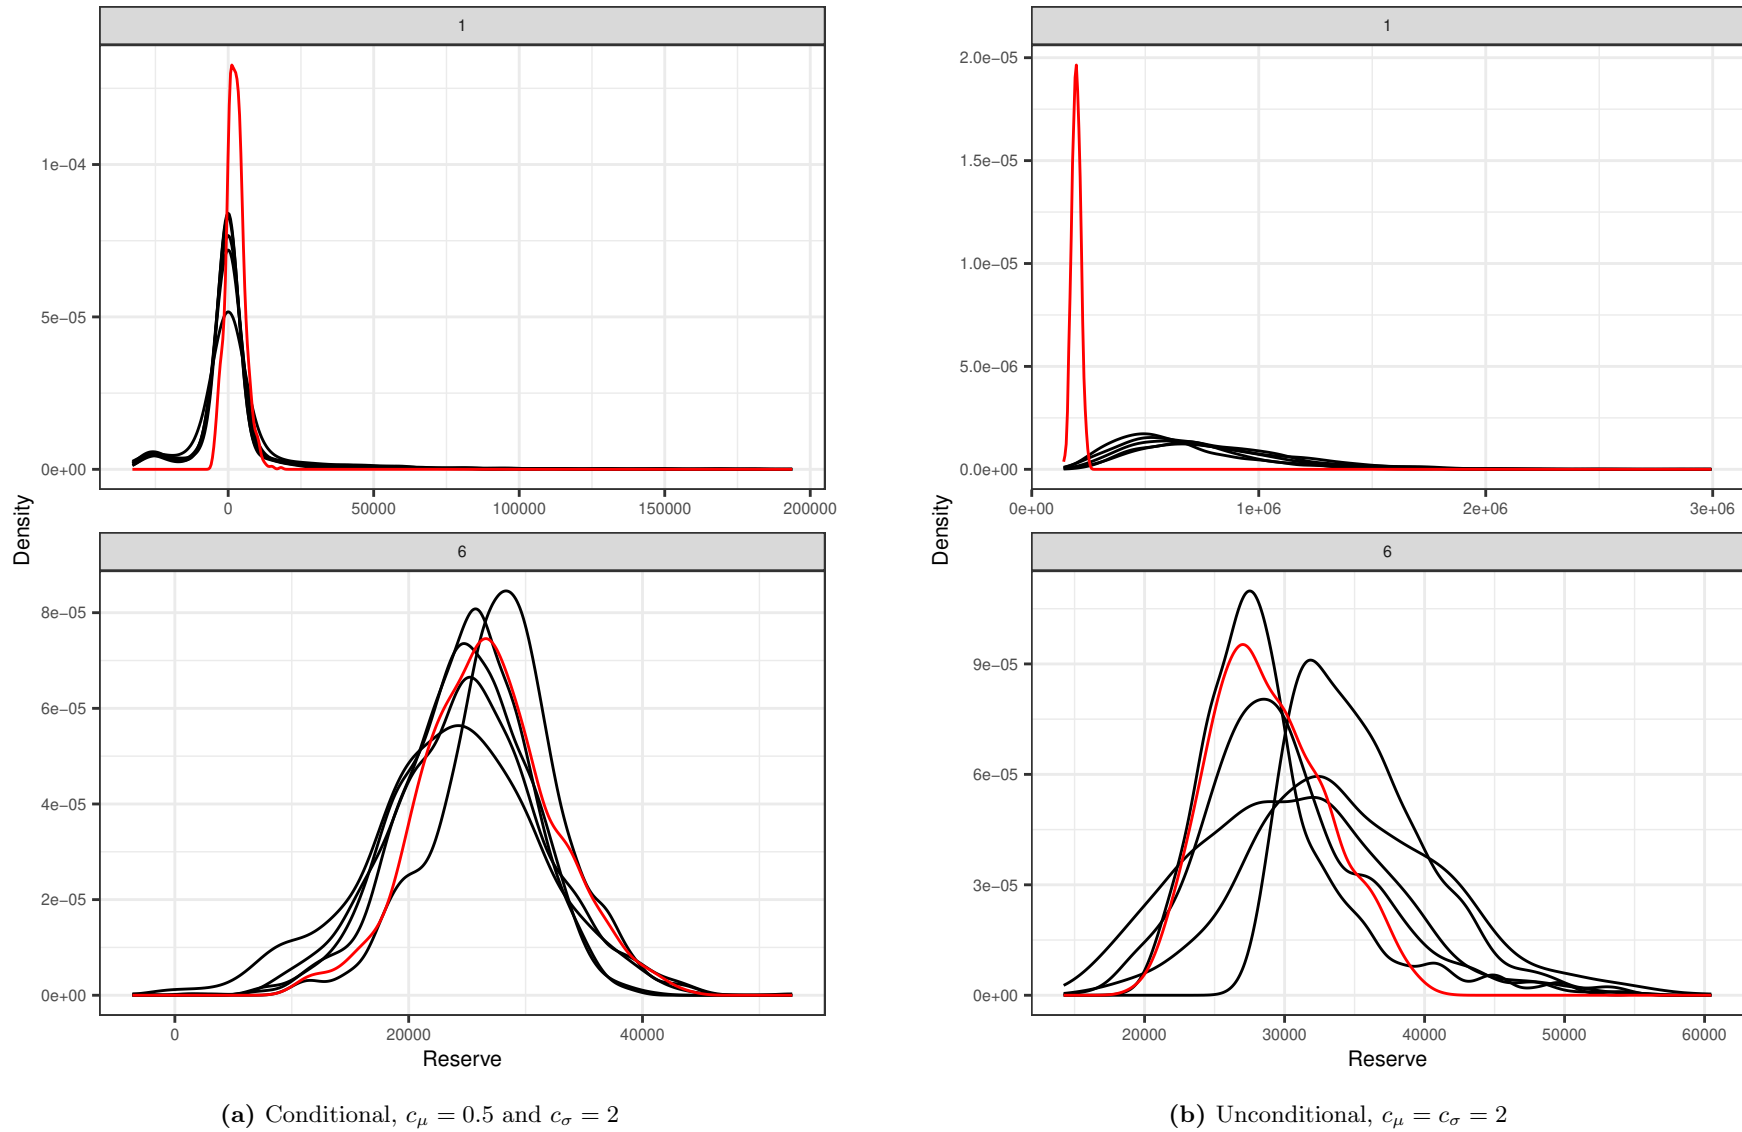 1
1e−04
5e−05
0e+00
0 50000 100000 150000 200000
Density
6
8e−05
6e−05
4e−05
2e−05
0e+00
0 20000 40000
Reserve
(a) Conditional, cμ = 0.5 and cσ = 2
1
2.0e−05
1.5e−05
1.0e−05
5.0e−06
0.0e+00
0e+00 1e+06 2e+06 3e+06
Density
6
9e−05
6e−05
3e−05
0e+00
20000 30000 40000 50000 60000
Reserve
(b) Unconditional, cμ = cσ = 2